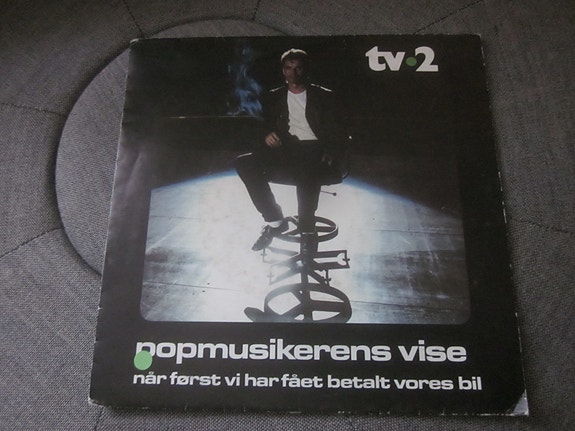 tv·2
popmusikerens vise
når først vi har fået betalt vores bil